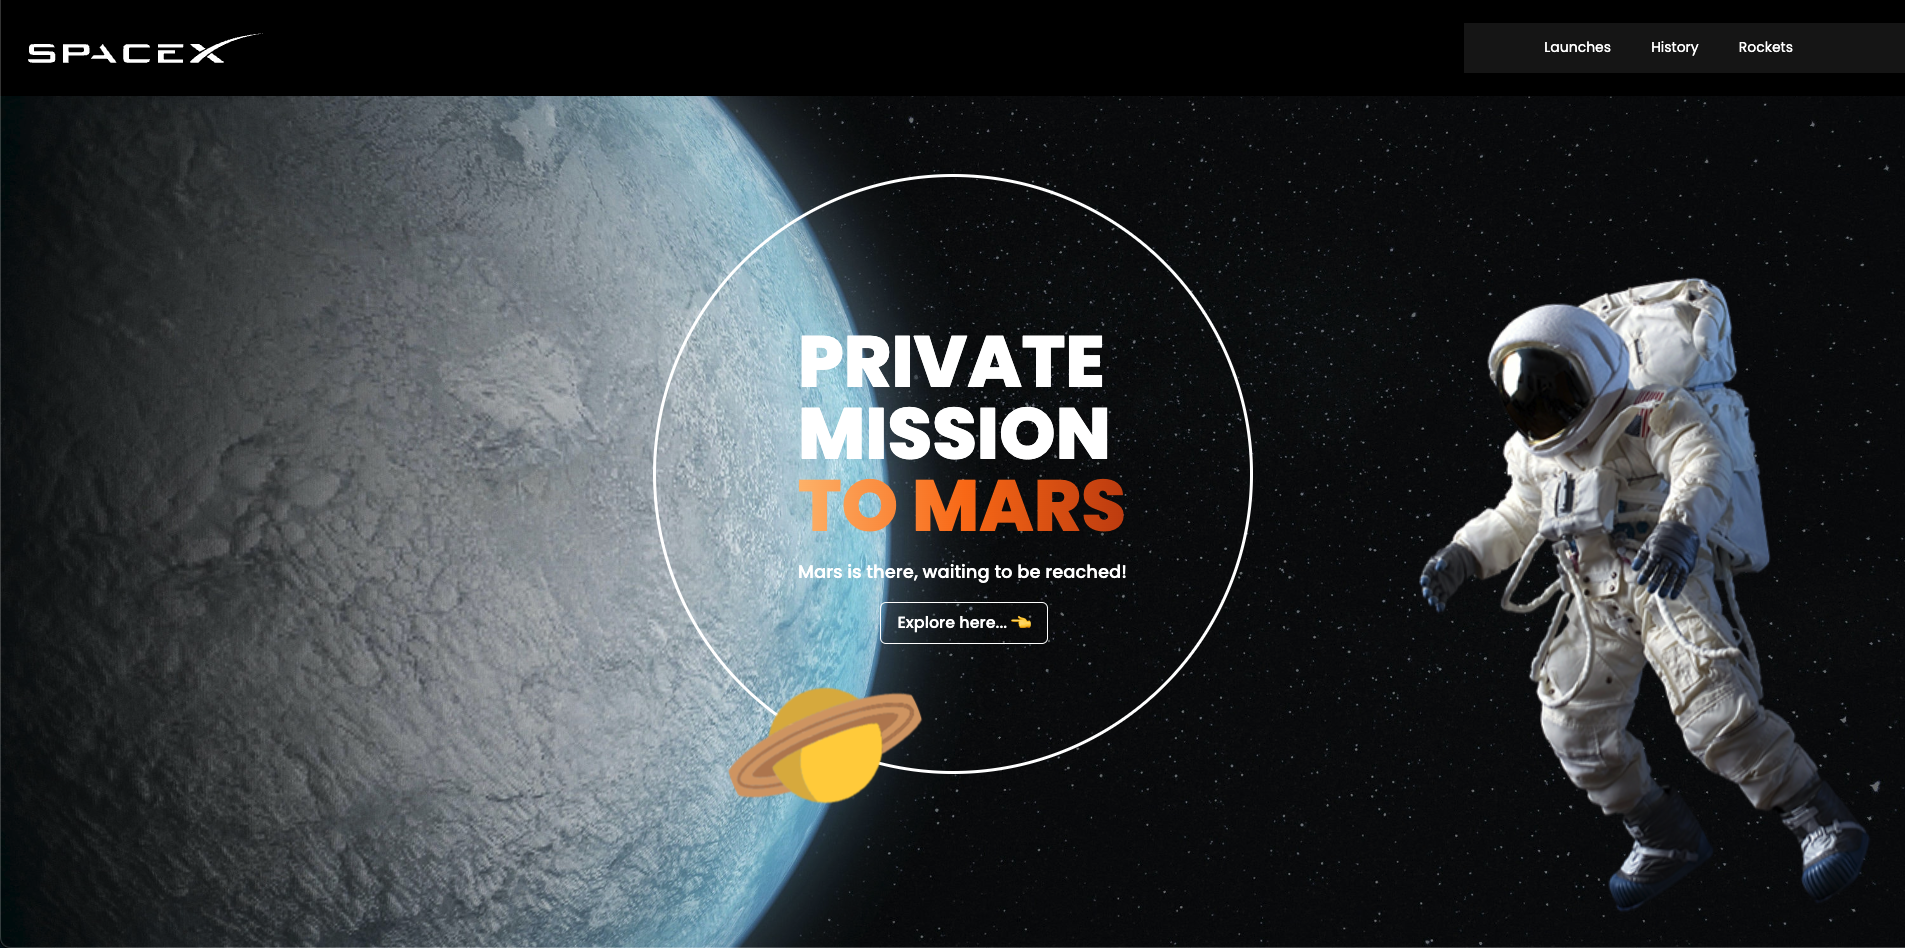 SPACEX
Launches History Rockets
PRIVATE
MISSION
TO MARS
Mars is there, waiting to be reached!
Explore here... 👈